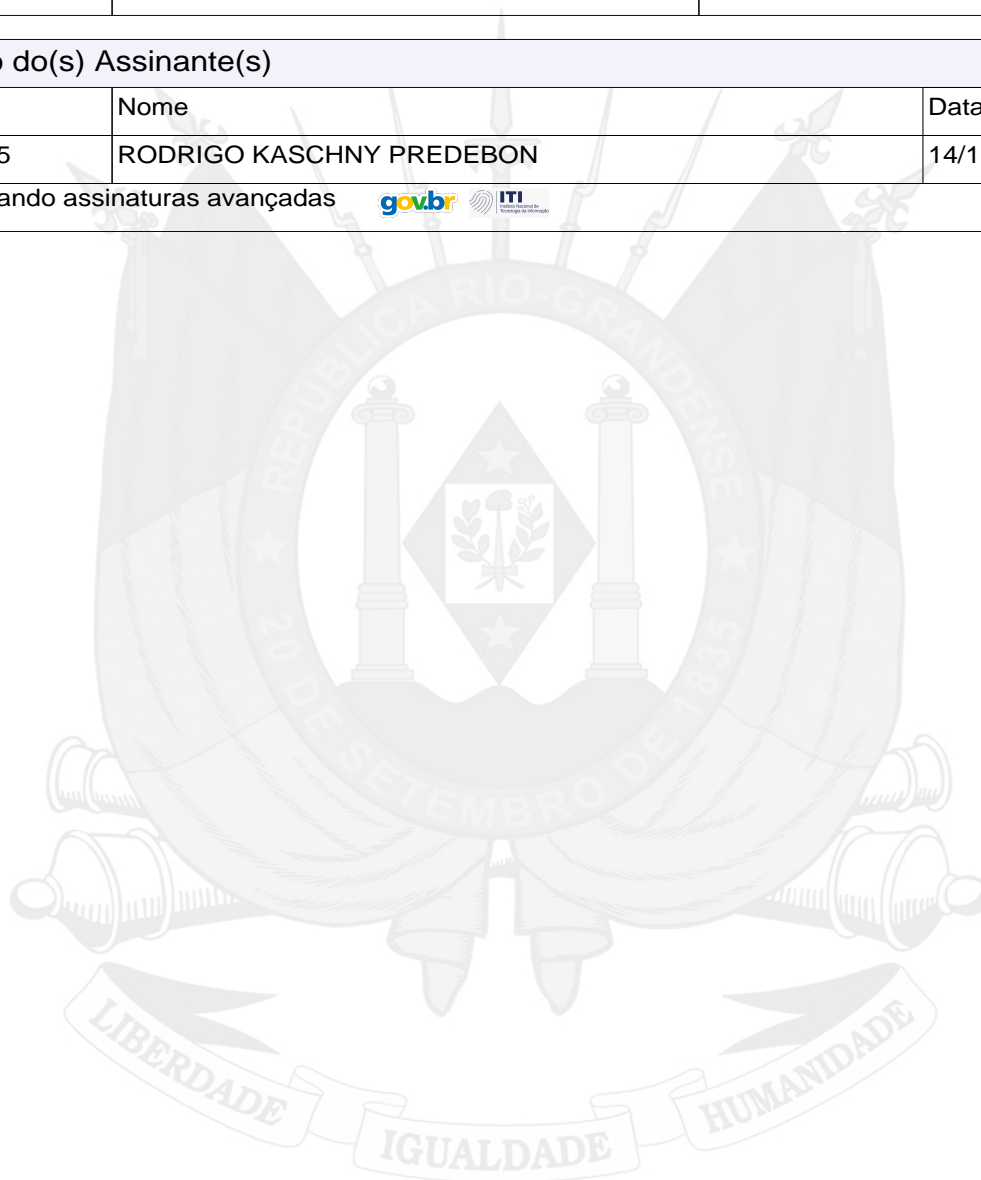 o do(s) Assinante(s)
Nome
Data
5
RODRIGO KASCHNY PREDEBON
14/1
ando assinaturas avançadas
gov.br
ITI
REPÚBLICA RIO-GRANDENSE
20 DE SETEMBRO DE 1835
LIBERDADE
IGUALDADE
HUMANIDADE